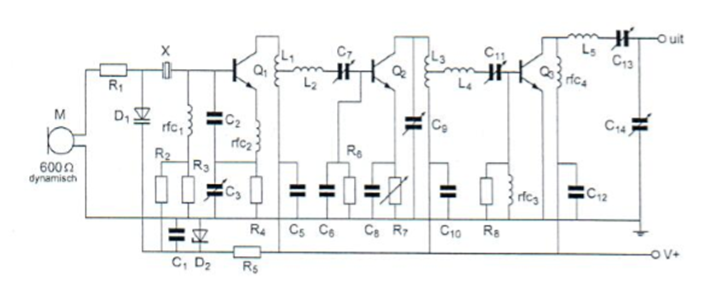 X
R1
M
600Ω
dynamisch
D1
rfc1
C2
Q1
rfc2
R2
R3
C3
R4
C1
D2
R5
L1
L2
C7
Q2
R6
C5
C6
C8
R7
C9
L3
L4
C11
Q3
C10
R8
rfc3
L5
rfc4
C13
uit
C14
C12
V+